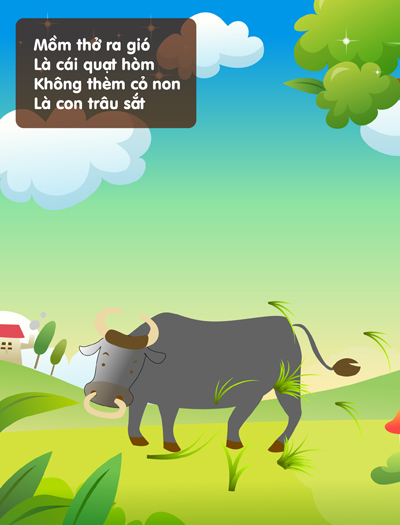 Mồm thở ra gió
Là cái quạt hòm
Không thèm cỏ non
Là con trâu sắt